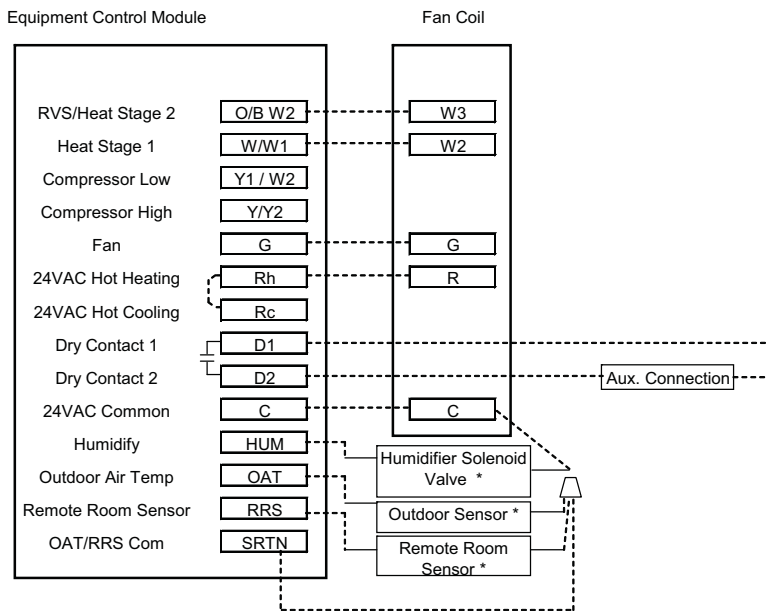 Equipment Control Module Fan Coil
RVS/Heat Stage 2 O/B W2 W3
Heat Stage 1 W/W1 W2
Compressor Low Y1 / W2
Compressor High Y/Y2
Fan G G
24VAC Hot Heating Rh R
24VAC Hot Cooling Rc
Dry Contact 1 D1
Dry Contact 2 D2 Aux. Connection
24VAC Common C C
Humidify HUM
Humidifier Solenoid
Valve *
Outdoor Air Temp OAT
Outdoor Sensor *
Remote Room Sensor RRS
Remote Room
Sensor *
OAT/RRS Com SRTN